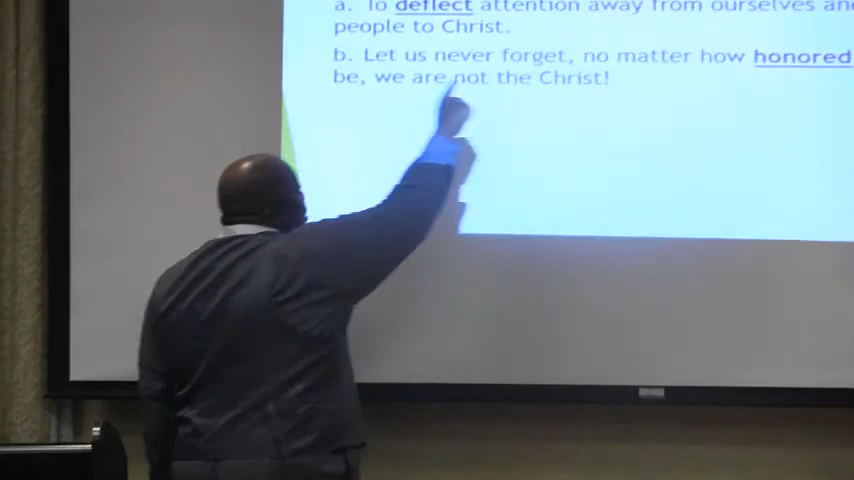 a. To deflect attention away from ourselves and
people to Christ.
b. Let us never forget, no matter how honored
be, we are not the Christ!